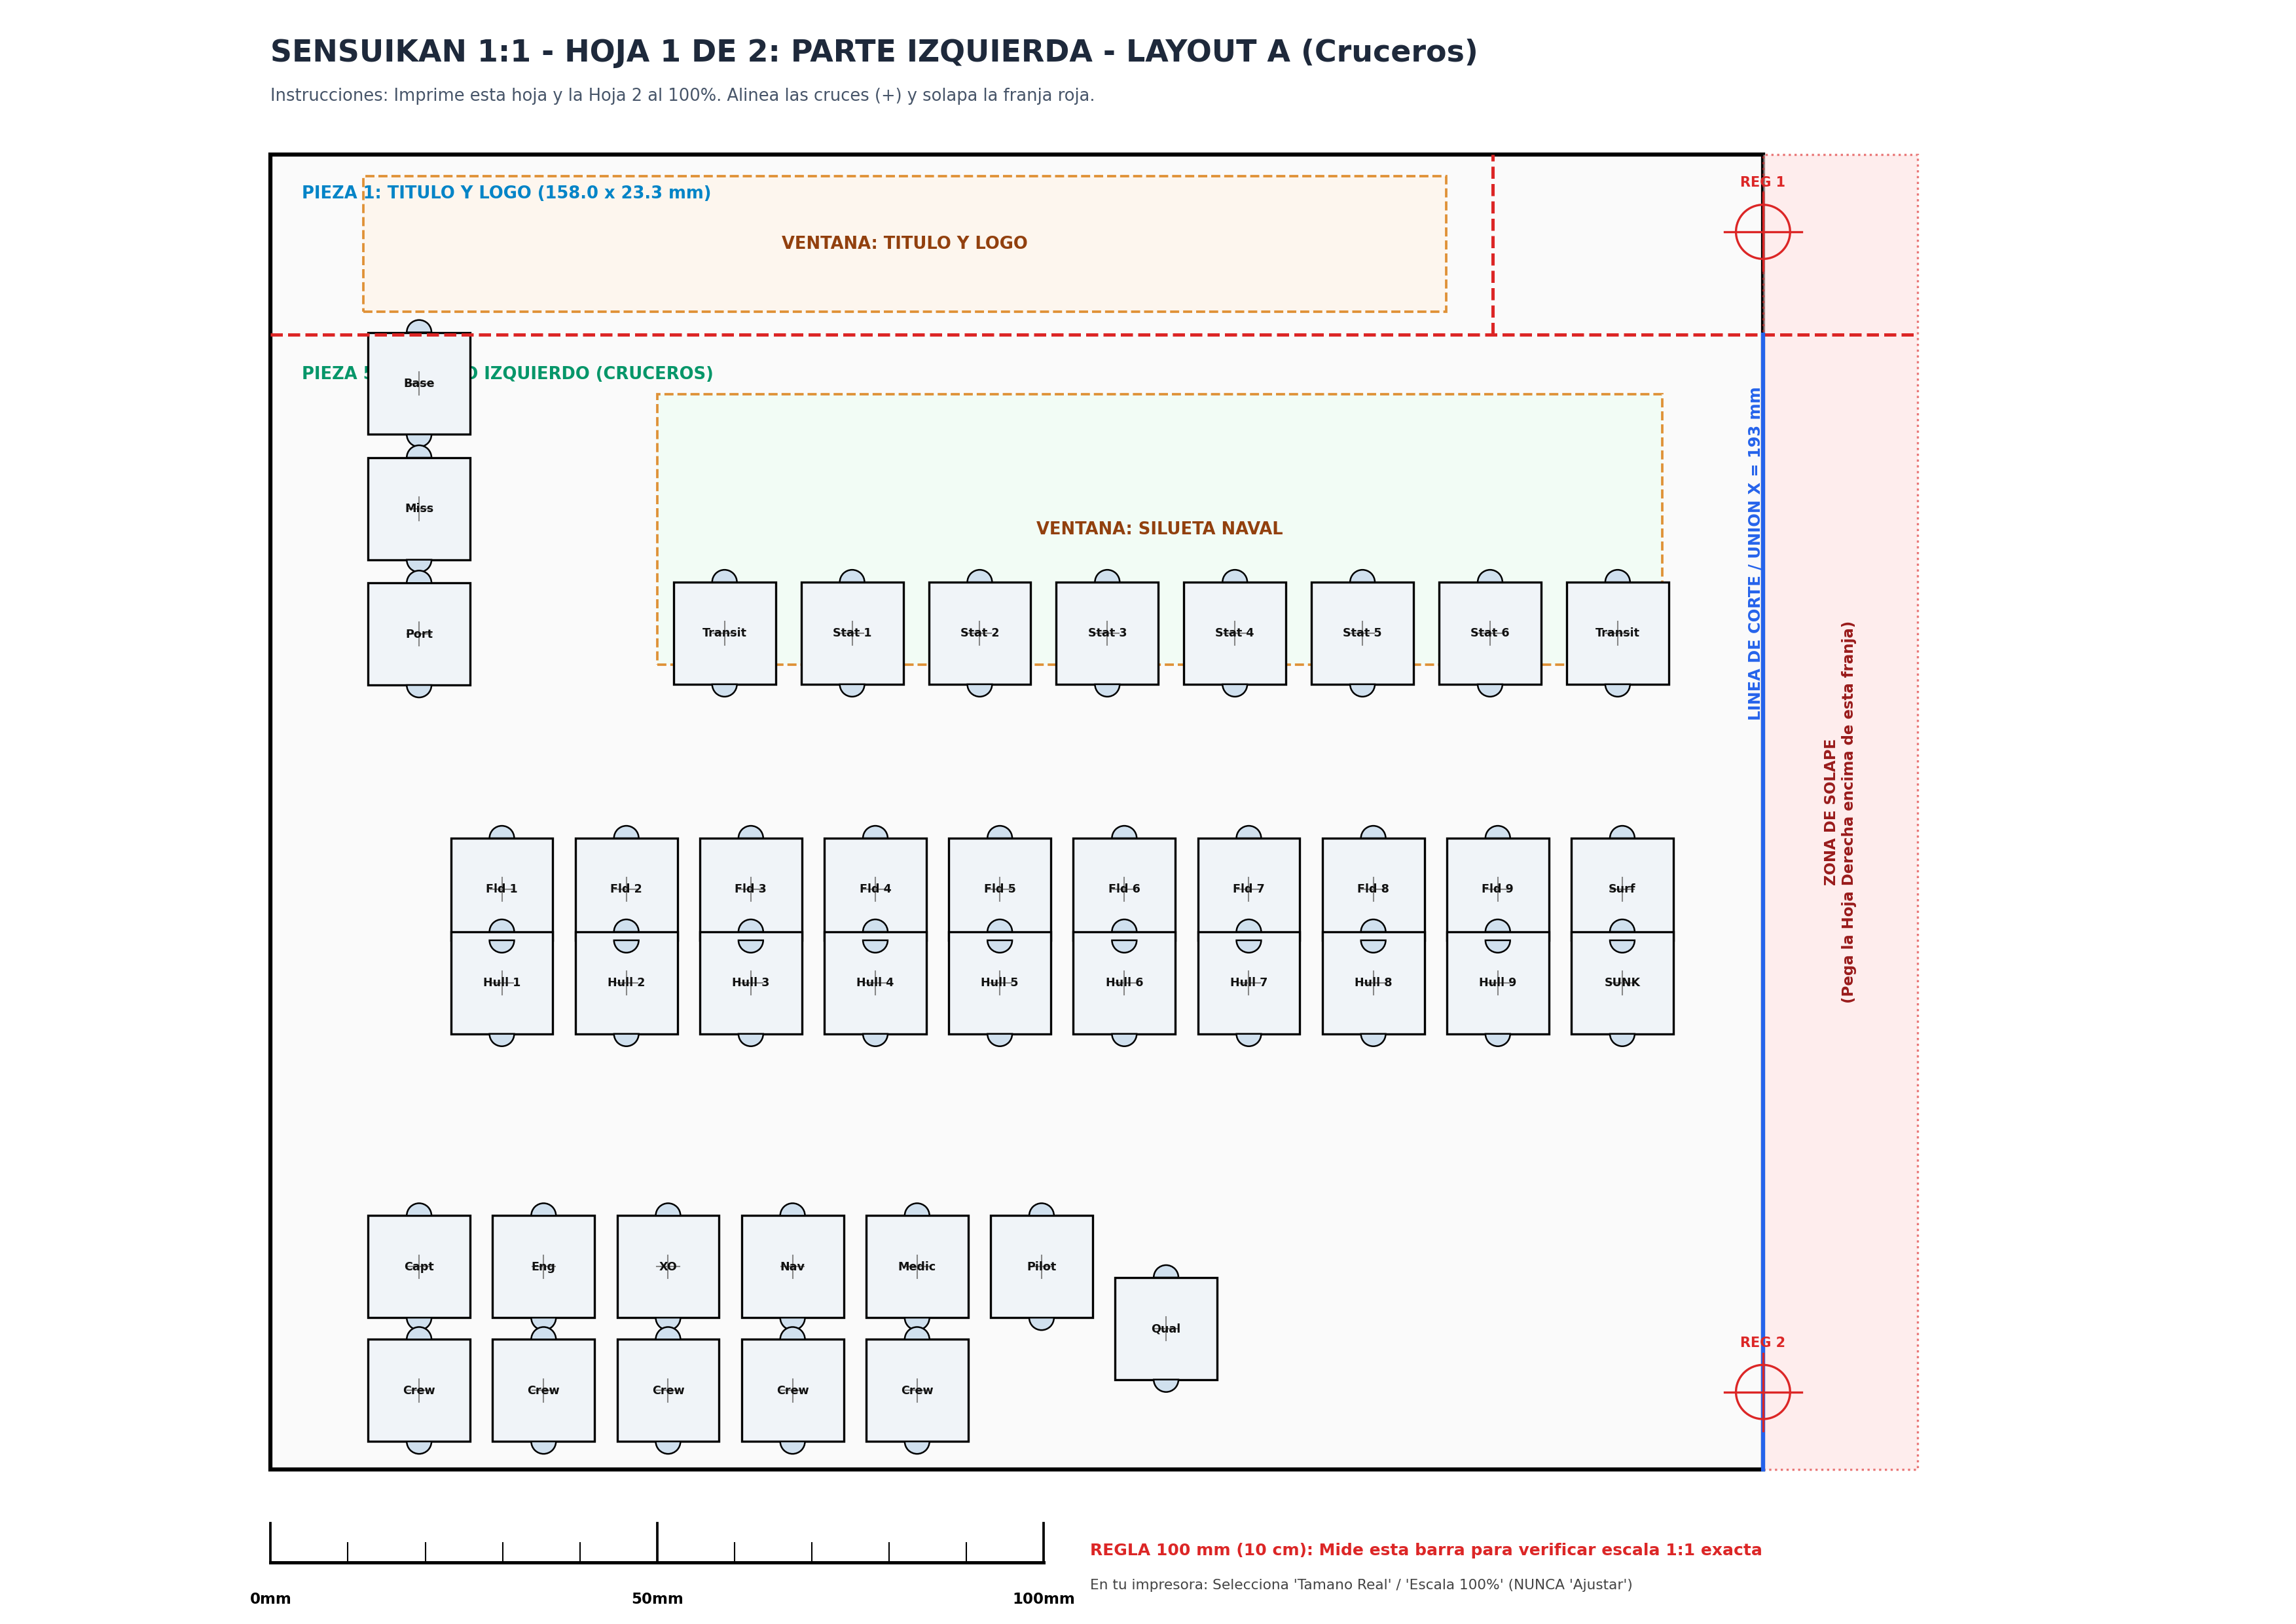 SENSUIKAN 1:1 - HOJA 1 DE 2: PARTE IZQUIERDA - LAYOUT A (Cruceros)
Instrucciones: Imprime esta hoja y la Hoja 2 al 100%. Alinea las cruces (+) y solapa la franja roja.
PIEZA 1: TITULO Y LOGO (158.0 x 23.3 mm)
REG 1
VENTANA: TITULO Y LOGO
PIEZA 5 O IZQUIERDO (CRUCEROS)
Base
Miss
Port
VENTANA: SILUETA NAVAL
Transit
Stat 1
Stat 2
Stat 3
Stat 4
Stat 5
Stat 6
Transit
LINEA DE CORTE / UNION X = 193 mm
ZONA DE SOLAPE
(Pega la Hoja Derecha encima de esta franja)
Fld 1
Fld 2
Fld 3
Fld 4
Fld 5
Fld 6
Fld 7
Fld 8
Fld 9
Surf
Hull 1
Hull 2
Hull 3
Hull 4
Hull 5
Hull 6
Hull 7
Hull 8
Hull 9
SUNK
Capt
Eng
XO
Nav
Medic
Pilot
Qual
REG 2
Crew
Crew
Crew
Crew
Crew
REGLA 100 mm (10 cm): Mide esta barra para verificar escala 1:1 exacta
En tu impresora: Selecciona 'Tamano Real' / 'Escala 100%' (NUNCA 'Ajustar')
0mm
50mm
100mm